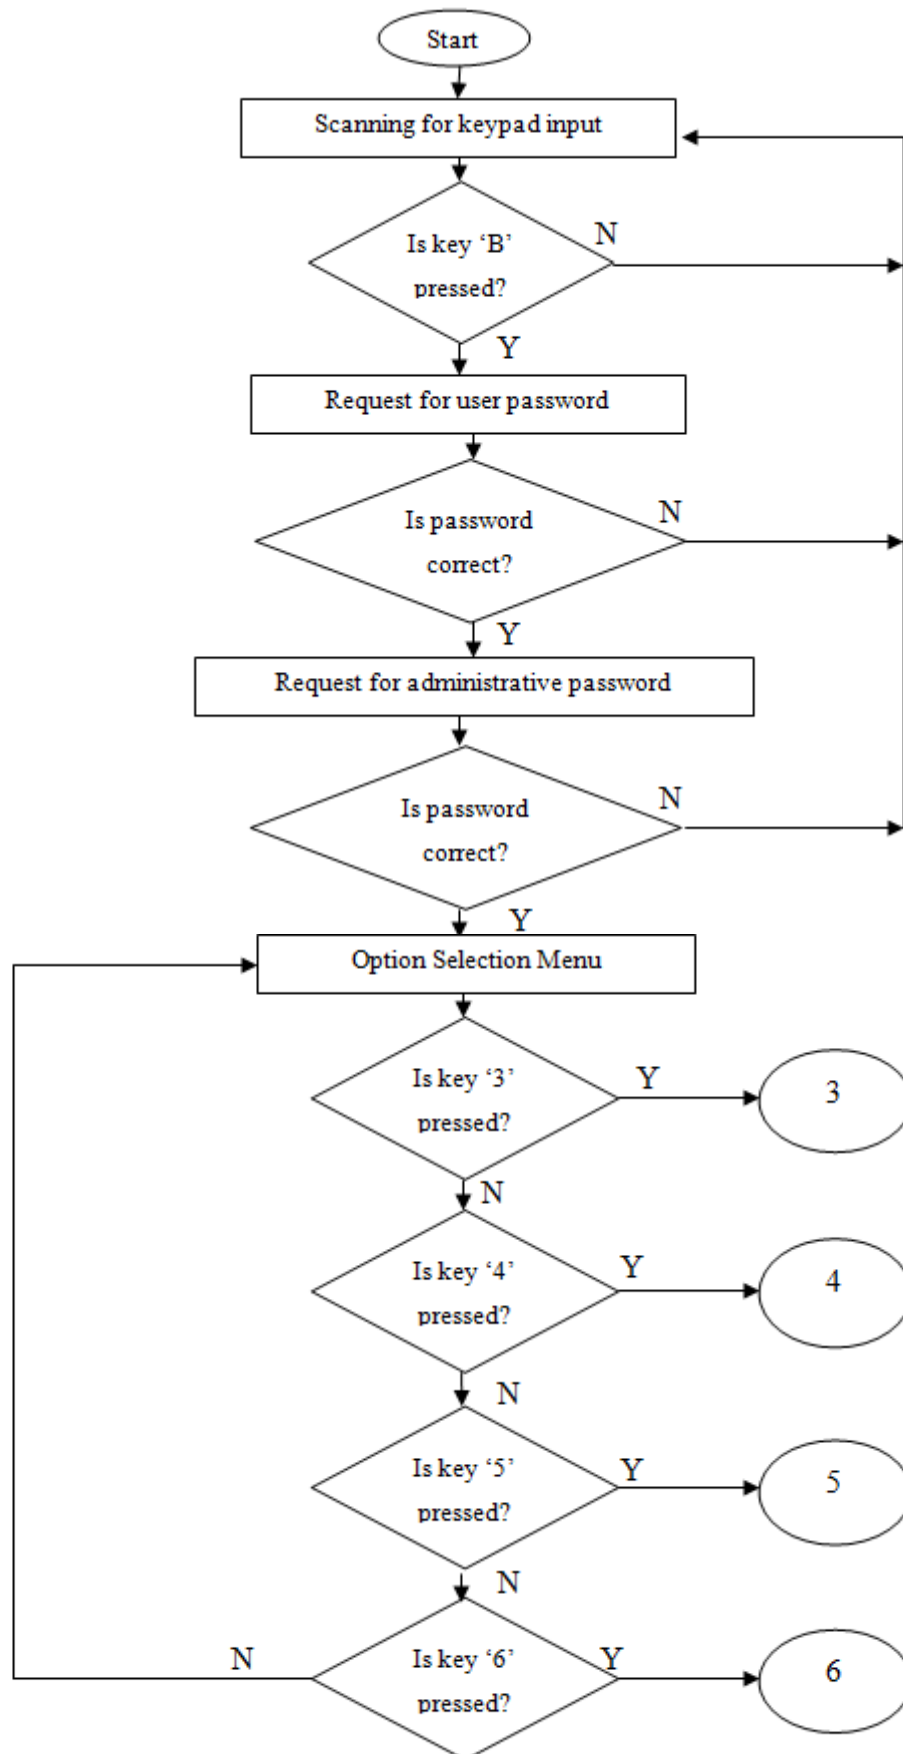 Start
Scanning for keypad input
Is key ‘B’
pressed?
N
Y
Request for user password
Is password
correct?
N
Y
Request for administrative password
Is password
correct?
N
Y
Option Selection Menu
Is key ‘3’
pressed?
Y
3
N
Is key ‘4’
pressed?
Y
4
N
Is key ‘5’
pressed?
Y
5
N
Is key ‘6’
pressed?
N
Y
6